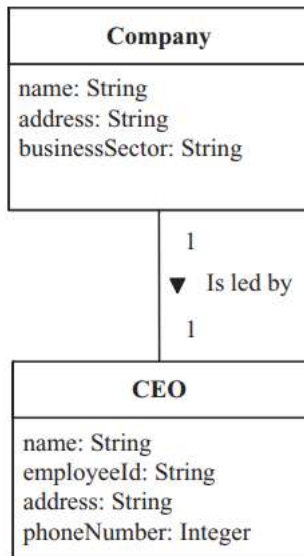 Company
name: String
address: String
businessSector: String
1
▼ Is led by
1
CEO
name: String
employeeId: String
address: String
phoneNumber: Integer